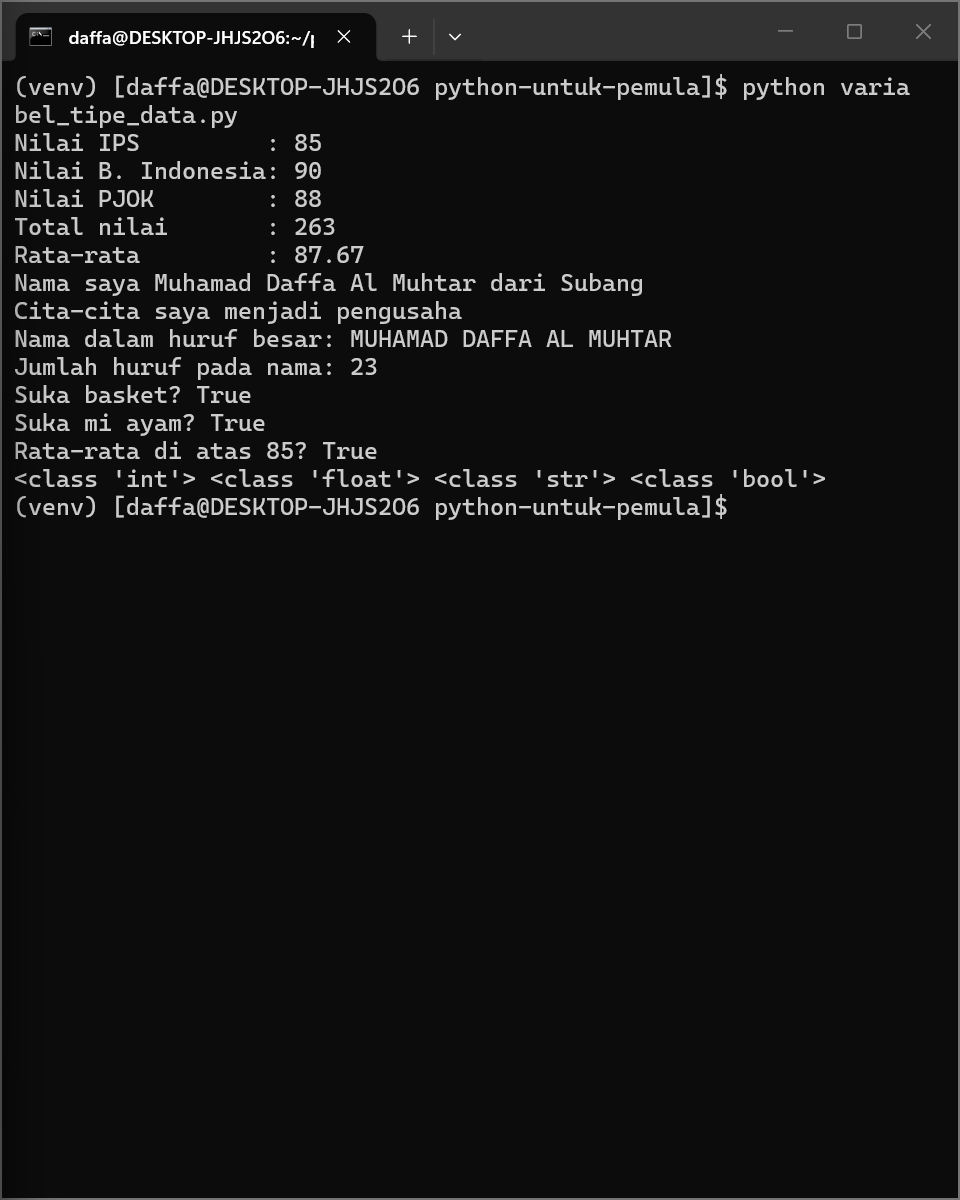 daffa@DESKTOP-JHJS2O6:~/p
(venv) [daffa@DESKTOP-JHJS2O6 python-untuk-pemula]$ python varia
bel_tipe_data.py
Nilai IPS         : 85
Nilai B. Indonesia: 90
Nilai PJOK        : 88
Total nilai       : 263
Rata-rata         : 87.67
Nama saya Muhamad Daffa Al Muhtar dari Subang
Cita-cita saya menjadi pengusaha
Nama dalam huruf besar: MUHAMAD DAFFA AL MUHTAR
Jumlah huruf pada nama: 23
Suka basket? True
Suka mi ayam? True
Rata-rata di atas 85? True
<class 'int'> <class 'float'> <class 'str'> <class 'bool'>
(venv) [daffa@DESKTOP-JHJS2O6 python-untuk-pemula]$